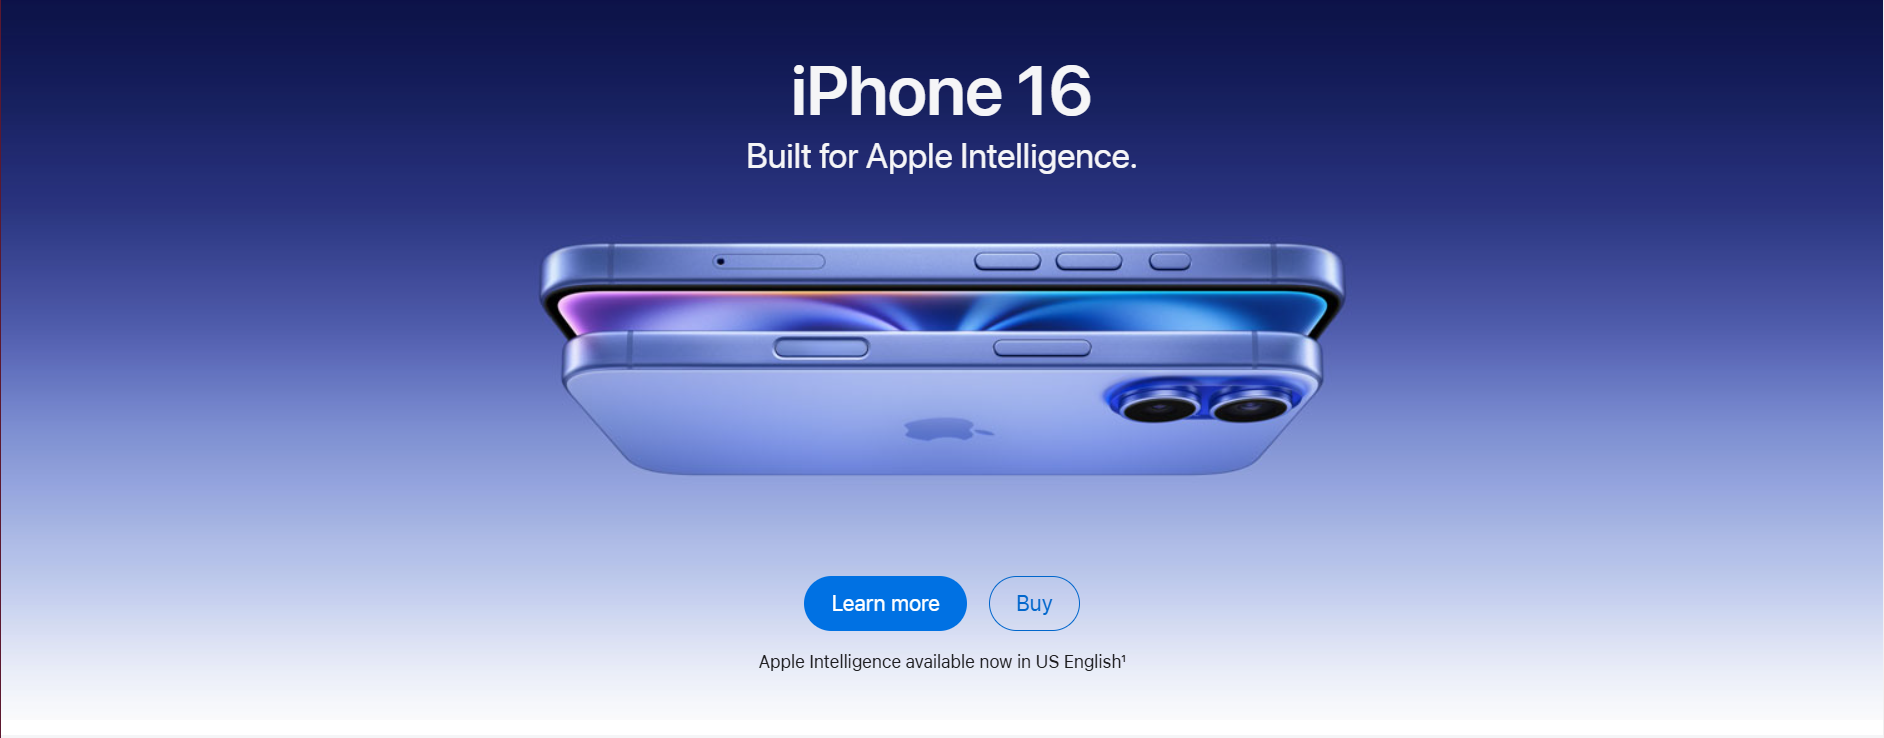 iPhone 16
Built for Apple Intelligence.
Learn more
Buy
Apple Intelligence available now in US English¹